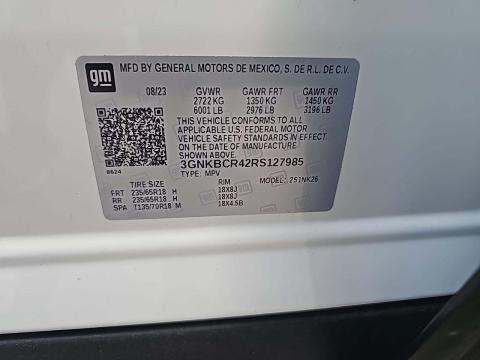 gm
MFD BY GENERAL MOTORS DE MEXICO, S. DE R.L. DE C.V.
08/23 GVWR GAWR FRT GAWR RR
2722 KG 1350 KG 1450 KG
6001 LB 2976 LB 3196 LB
THIS VEHICLE CONFORMS TO ALL
APPLICABLE U.S. FEDERAL MOTOR
VEHICLE SAFETY STANDARDS IN
EFFECT ON THE DATE OF
MANUFACTURE SHOWN ABOVE.
3GNKBCR42RS127985
8624 TYPE: MPV MODEL: 251NK26
TIRE SIZE RIM
FRT 235/65R18 H 18X8J
RR 235/65R18 H 18X8J
SPA T135/70R18 M 18X4.5B